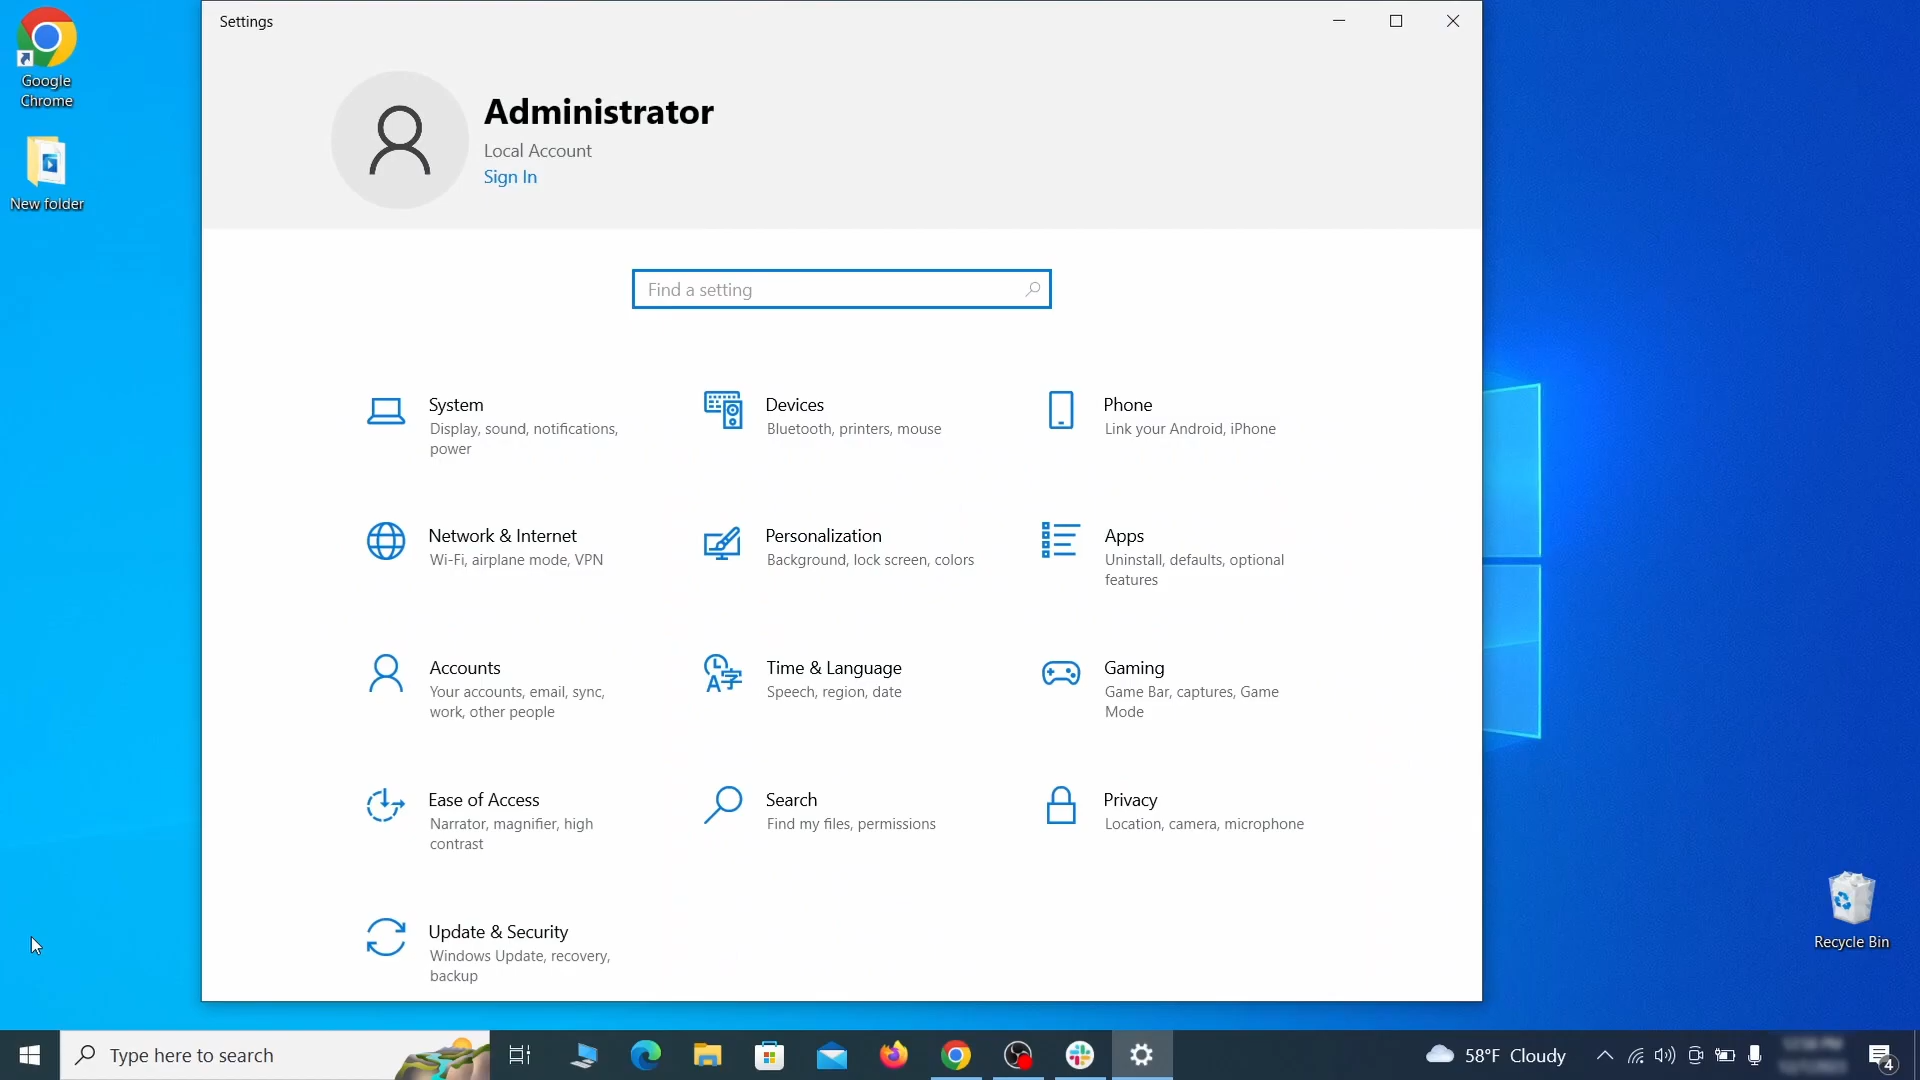 Settings
Google
Chrome
New folder
Administrator
Local Account
Sign In
Find a setting
System
Display, sound, notifications,
power
Devices
Bluetooth, printers, mouse
Phone
Link your Android, iPhone
Network & Internet
Wi-Fi, airplane mode, VPN
Personalization
Background, lock screen, colors
Apps
Uninstall, defaults, optional
features
Accounts
Your accounts, email, sync,
work, other people
Time & Language
Speech, region, date
Gaming
Game Bar, captures, Game
Mode
Ease of Access
Narrator, magnifier, high
contrast
Search
Find my files, permissions
Privacy
Location, camera, microphone
Update & Security
Windows Update, recovery,
backup
Recycle Bin
Type here to search
58°F Cloudy
4